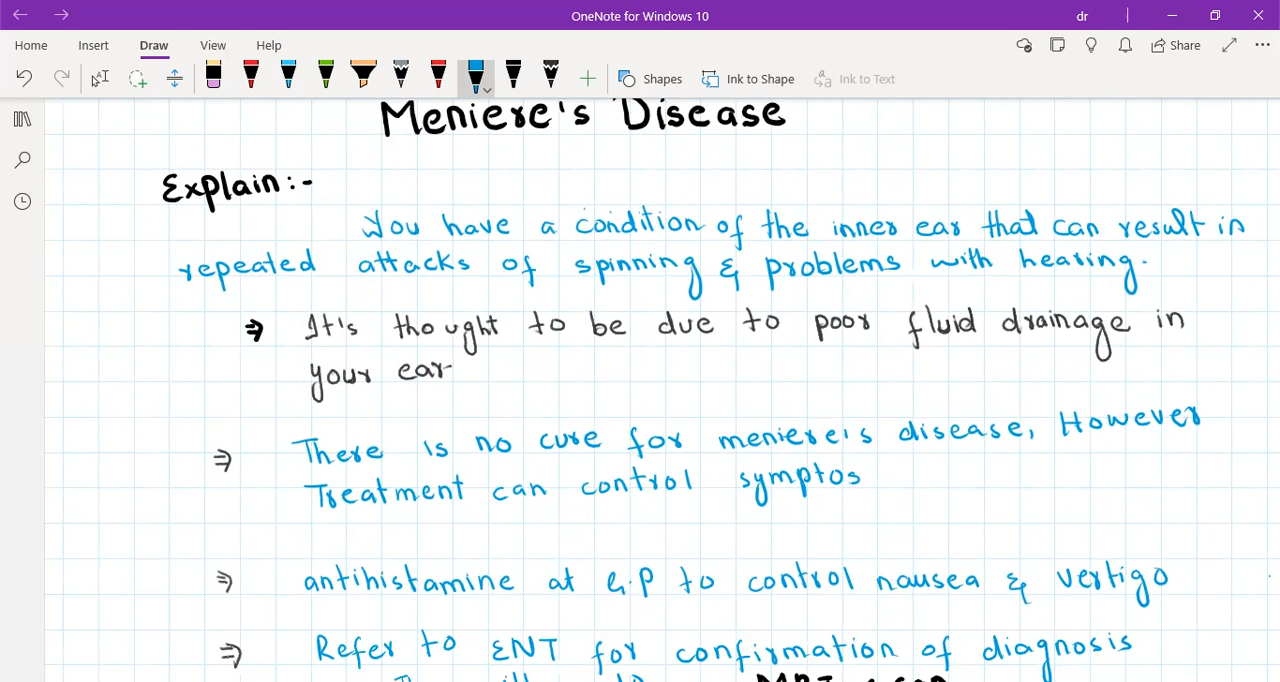 OneNote for Windows 10
dr
Home Insert Draw View Help
Share
Shapes
Ink to Shape
Ink to Text
Meniere's Disease
Explain:-
You have a condition of the inner ear that can result in
repeated attacks of spinning & problems with hearing.
⇒ It's thought to be due to poor fluid drainage in
your ear
⇒ There is no cure for meniere's disease, However
Treatment can control symptos
⇒ antihistamine at G.P to control nausea & vertigo
⇒ Refer to ENT for confirmation of diagnosis